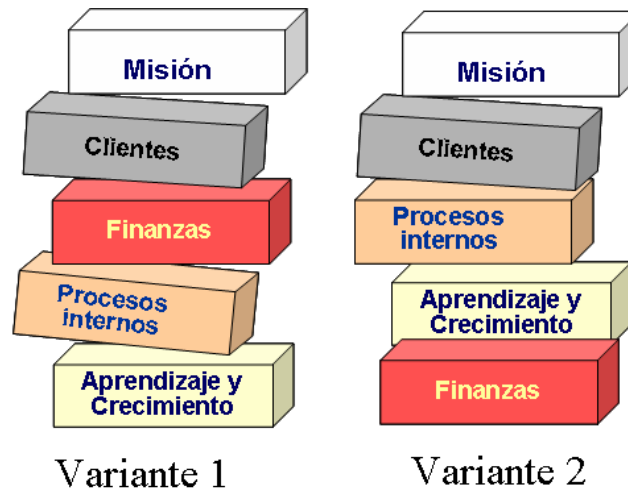 Misión
Clientes
Finanzas
Procesos
internos
Aprendizaje y
Crecimiento
Variante 1
Misión
Clientes
Procesos
internos
Aprendizaje y
Crecimiento
Finanzas
Variante 2